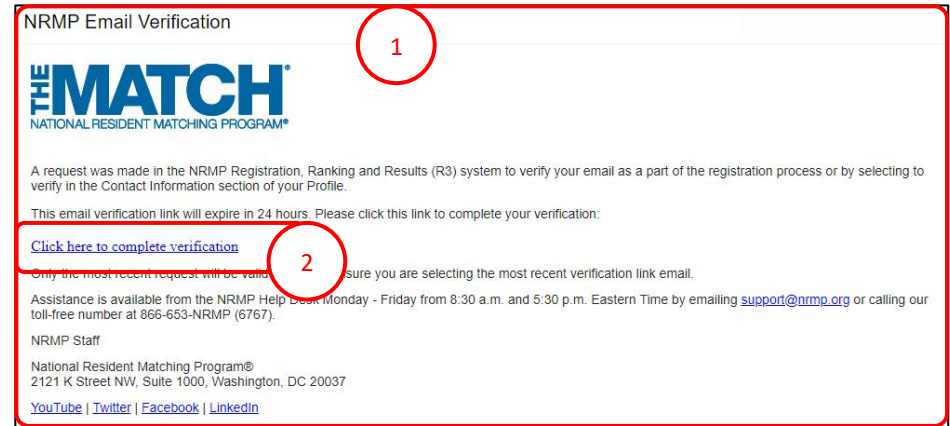 NRMP Email Verification
1
THE MATCH®
NATIONAL RESIDENT MATCHING PROGRAM®
A request was made in the NRMP Registration, Ranking and Results (R3) system to verify your email as a part of the registration process or by selecting to
verify in the Contact Information section of your Profile.
This email verification link will expire in 24 hours. Please click this link to complete your verification:
Click here to complete verification
2
Only the most recent request will be valid sure you are selecting the most recent verification link email.
Assistance is available from the NRMP Help Desk Monday - Friday from 8:30 a.m. and 5:30 p.m. Eastern Time by emailing support@nrmp.org or calling our
toll-free number at 866-653-NRMP (6767).
NRMP Staff
National Resident Matching Program®
2121 K Street NW, Suite 1000, Washington, DC 20037
YouTube | Twitter | Facebook | LinkedIn